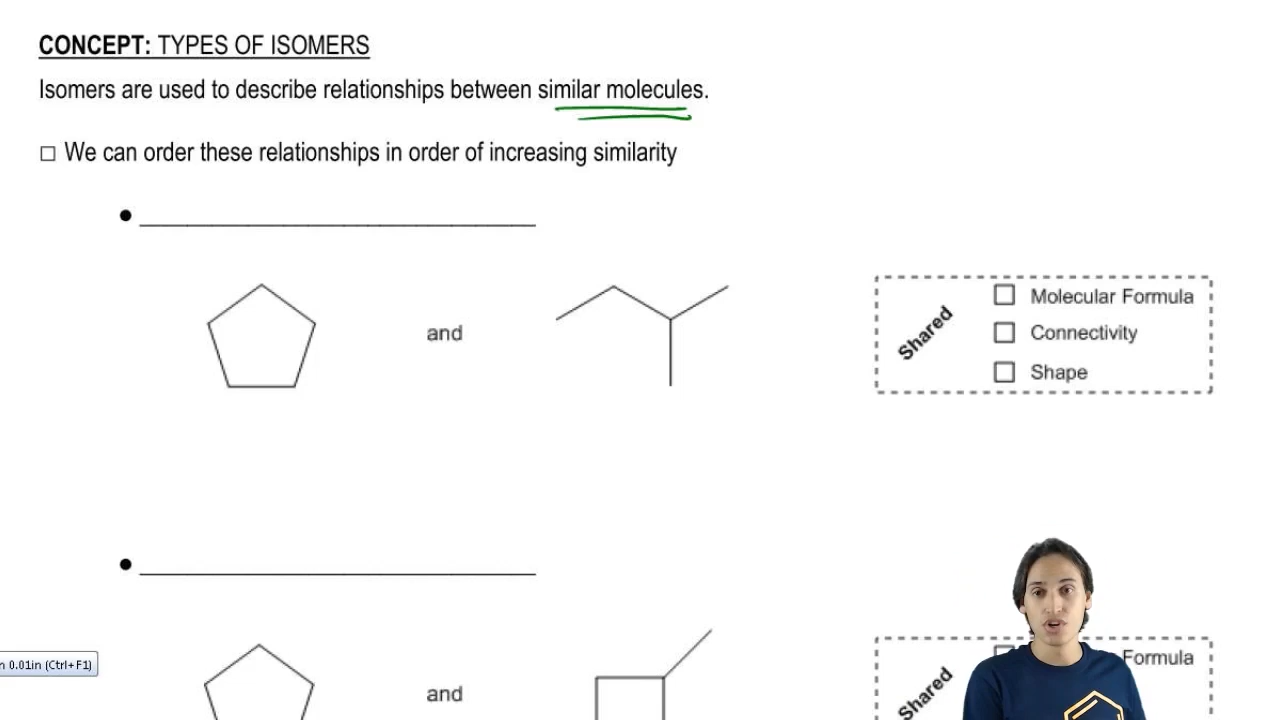 CONCEPT: TYPES OF ISOMERS
Isomers are used to describe relationships between similar molecules.
We can order these relationships in order of increasing similarity
and
Shared
Molecular Formula
Connectivity
Shape
and
Shared
Formula
n 0.01in (Ctrl+F1)